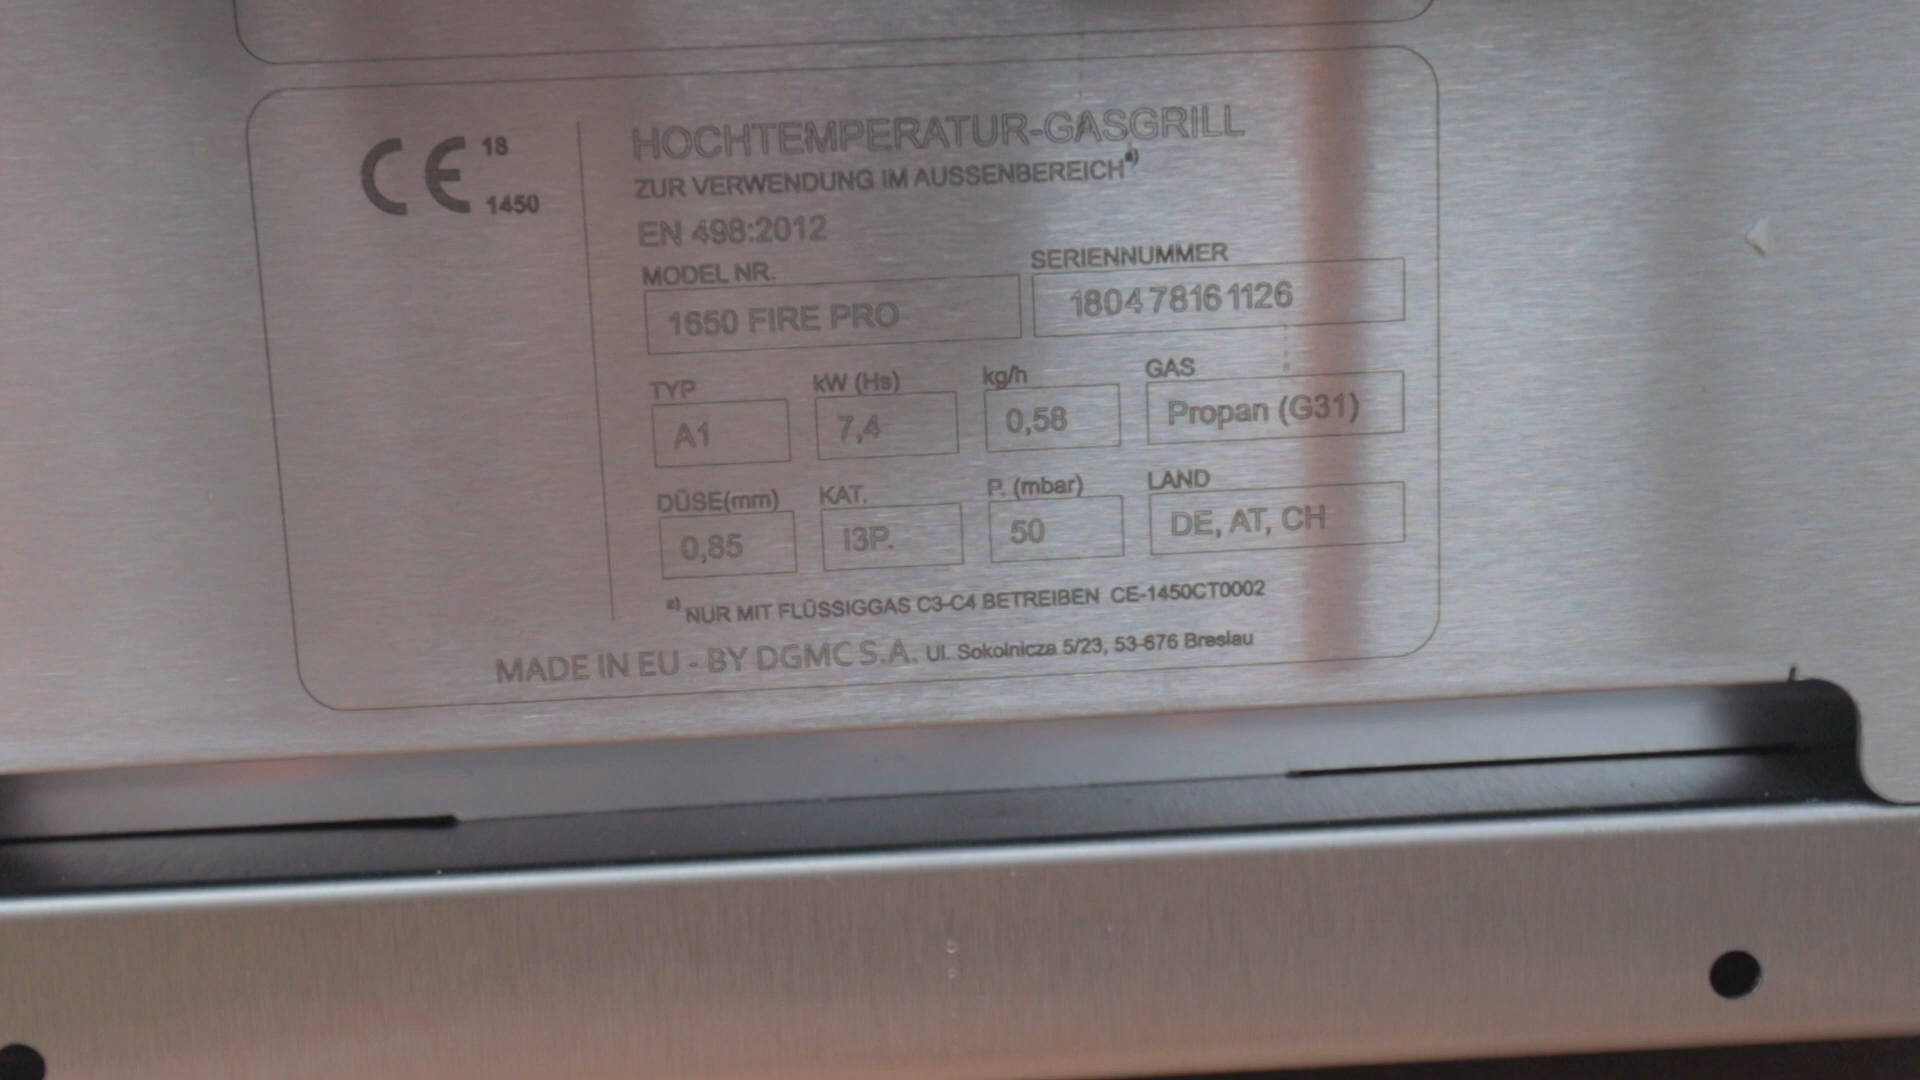 CE 18
1450
HOCHTEMPERATUR-GASGRILL
ZUR VERWENDUNG IM AUSSENBEREICH a)
EN 498:2012
MODEL NR. SERIENNUMMER
1650 FIRE PRO 180478161126
TYP kW (Hs) kg/h GAS
A1 7,4 0,58 Propan (G31)
DÜSE(mm) KAT. P. (mbar) LAND
0,85 I3P. 50 DE, AT, CH
a) NUR MIT FLÜSSIGGAS C3-C4 BETREIBEN CE-1450CT0002
MADE IN EU - BY DGMC S.A. Ul. Sokolnicza 5/23, 53-676 Breslau